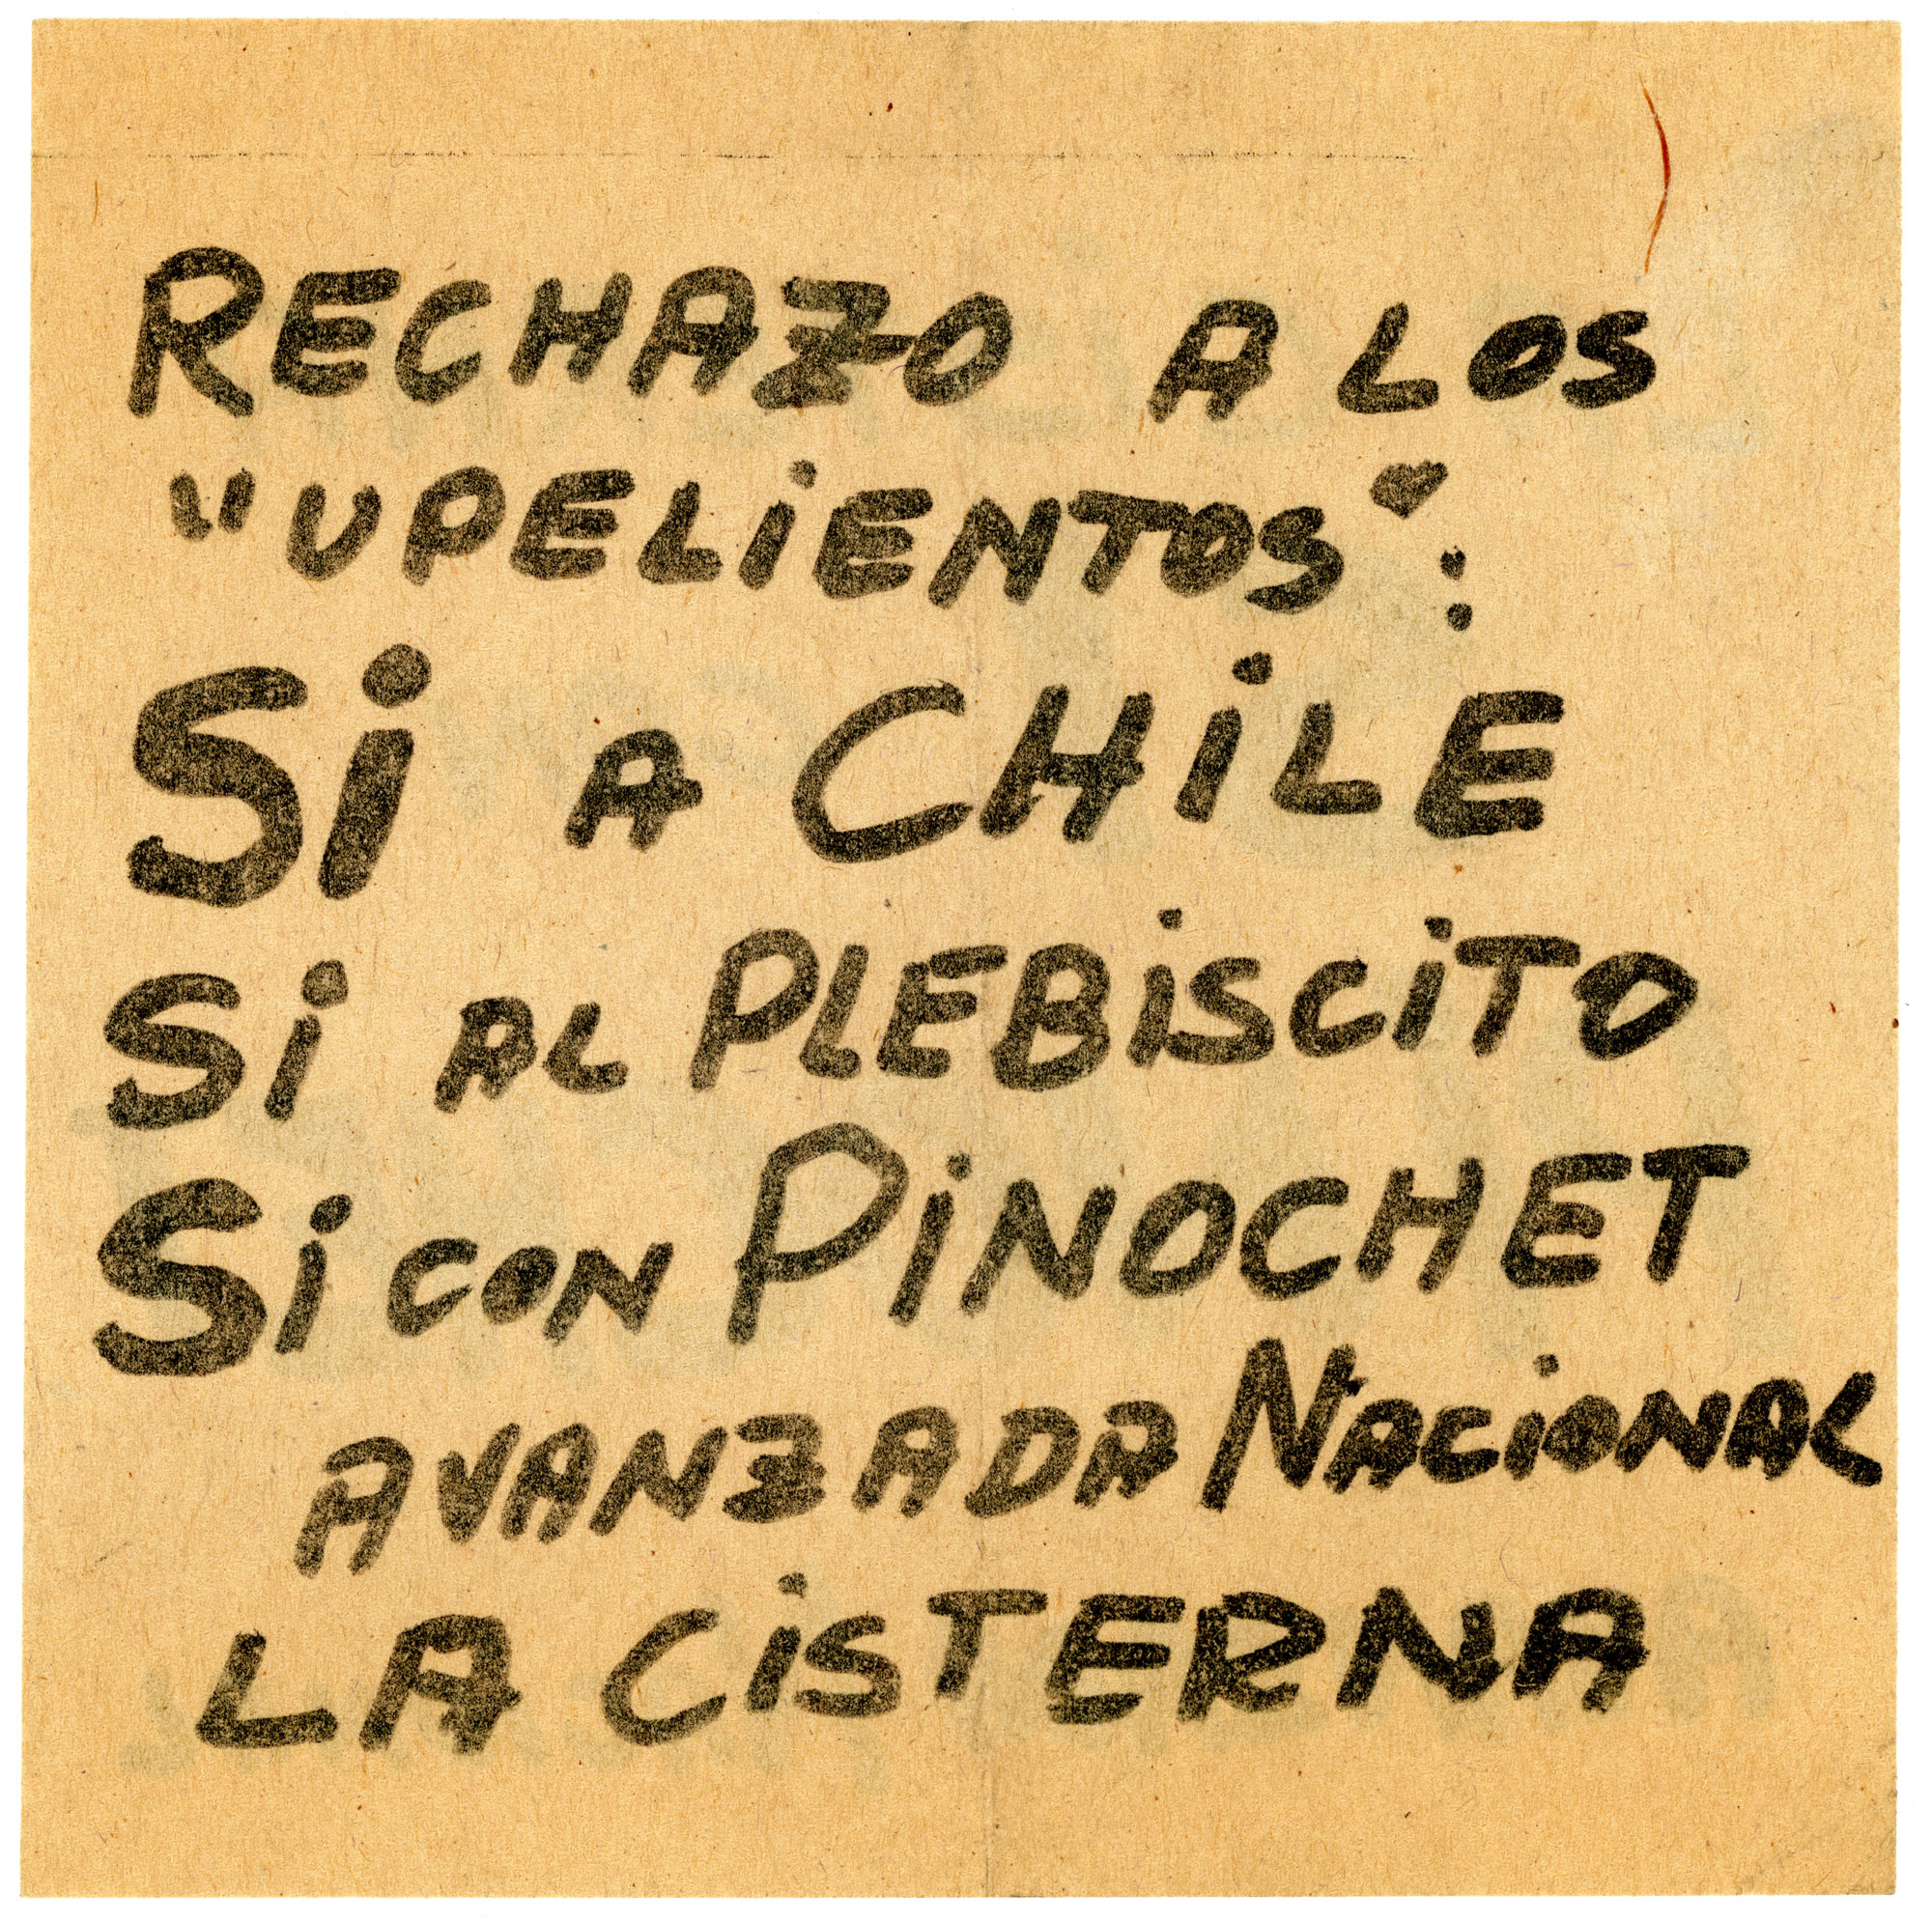 RECHAZO A LOS
"UPELiENTOS":
Si A CHiLE
Si AL PLEBiSCiTO
Si CON PiNOCHET
AVANZADA NACiONAL
LA CiSTERNA